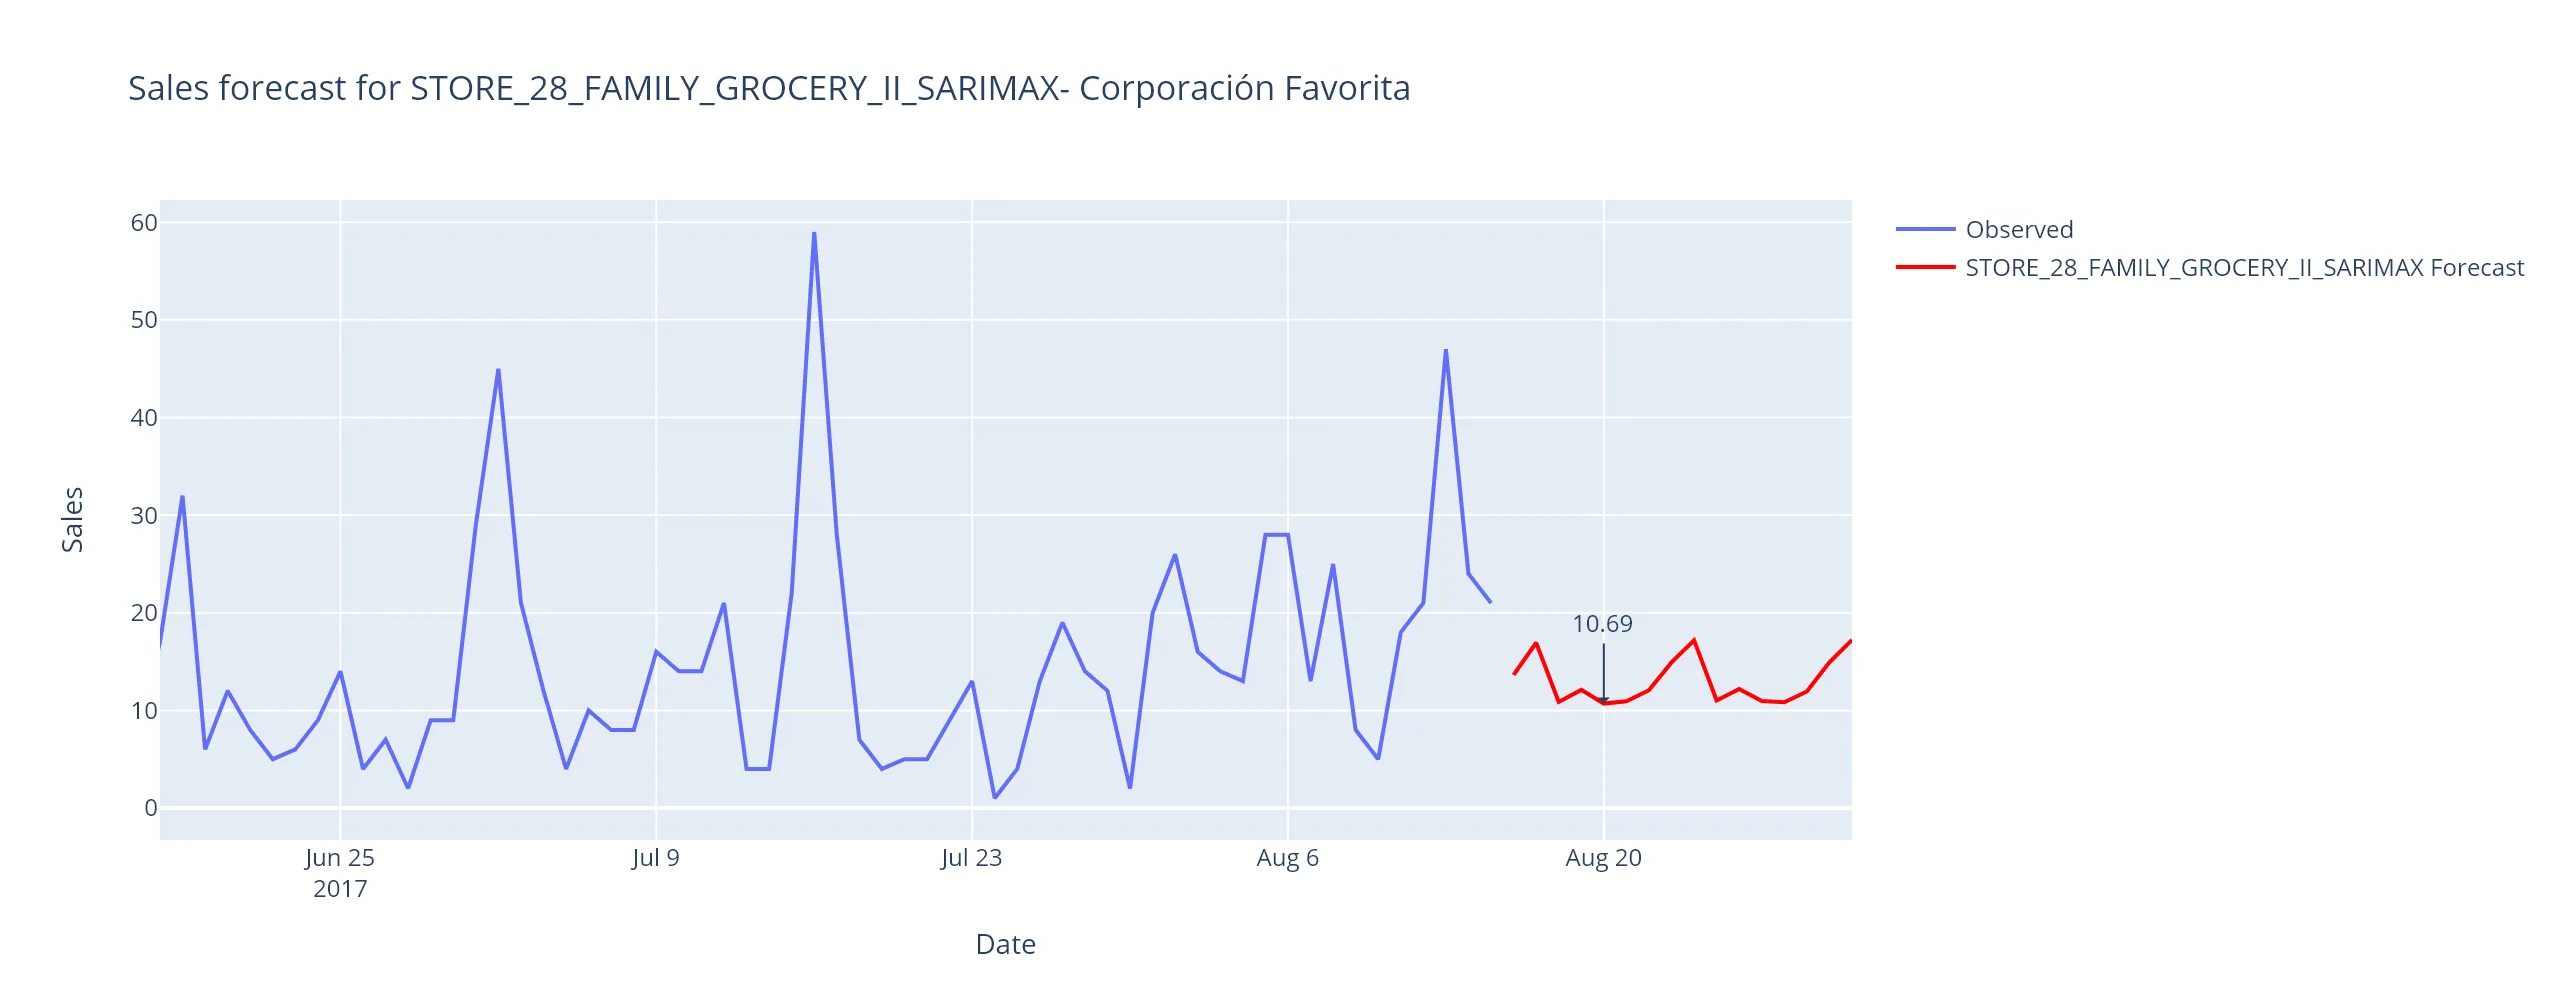 Sales forecast for STORE_28_FAMILY_GROCERY_II_SARIMAX- Corporación Favorita
Observed
STORE_28_FAMILY_GROCERY_II_SARIMAX Forecast
60
50
40
30
20
10
0
Sales
10.69
Jun 25
2017
Jul 9
Jul 23
Aug 6
Aug 20
Date